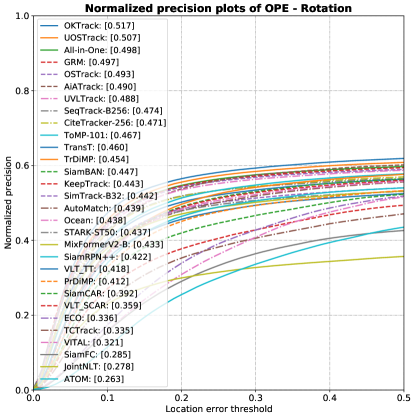 Normalized precision plots of OPE - Rotation
1.0
0.8
0.6
0.4
0.2
0.0
Normalized precision
OKTrack: [0.517]
UOSTrack: [0.507]
All-in-One: [0.498]
GRM: [0.497]
OSTrack: [0.493]
AiATrack: [0.490]
UVLTrack: [0.488]
SeqTrack-B256: [0.474]
CiteTracker-256: [0.471]
ToMP-101: [0.467]
TransT: [0.460]
TrDiMP: [0.454]
SiamBAN: [0.447]
KeepTrack: [0.443]
SimTrack-B32: [0.442]
AutoMatch: [0.439]
Ocean: [0.438]
STARK-ST50: [0.437]
MixFormerV2-B: [0.433]
SiamRPN++: [0.422]
VLT_TT: [0.418]
PrDiMP: [0.412]
SiamCAR: [0.392]
VLT_SCAR: [0.359]
ECO: [0.336]
TCTrack: [0.335]
VITAL: [0.321]
SiamFC: [0.285]
JointNLT: [0.278]
ATOM: [0.263]
0.0 0.1 0.2 0.3 0.4 0.5
Location error threshold